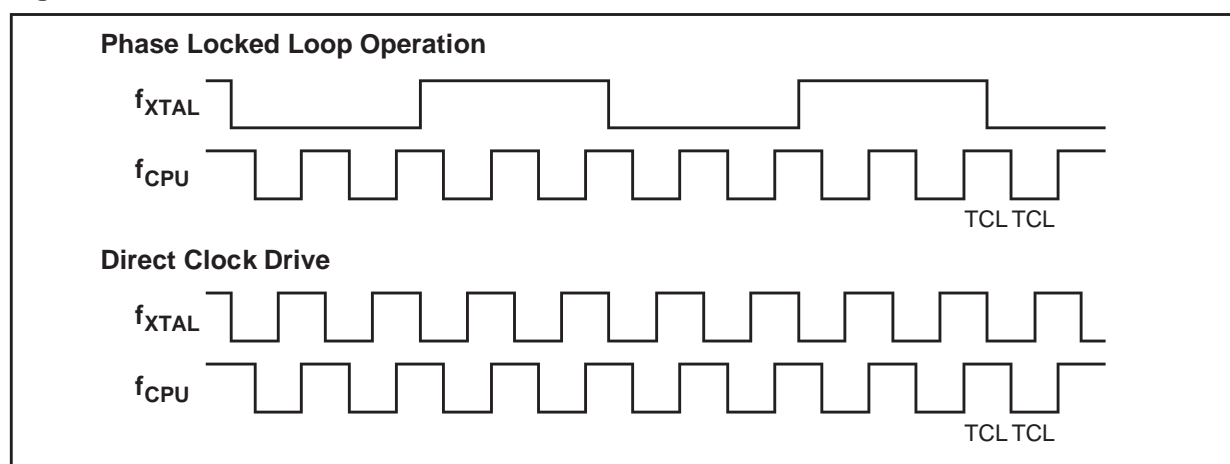 Phase Locked Loop Operation
fXTAL
fCPU
TCL TCL
Direct Clock Drive
fXTAL
fCPU
TCL TCL